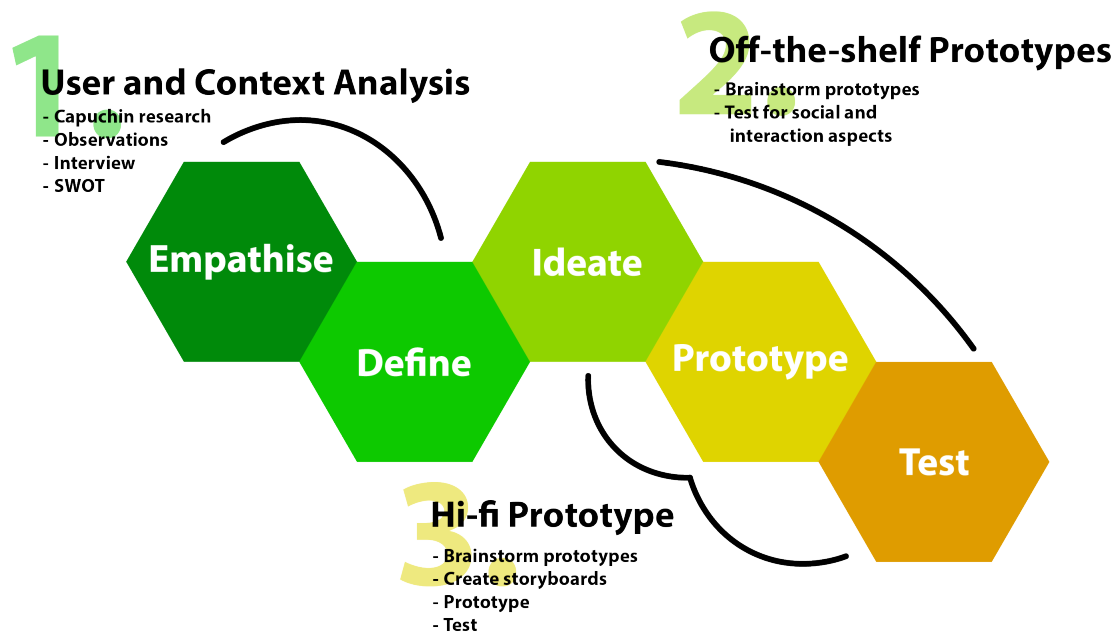 1.
User and Context Analysis
- Capuchin research
- Observations
- Interview
- SWOT
2.
Off-the-shelf Prototypes
- Brainstorm prototypes
- Test for social and
interaction aspects
Empathise
Define
Ideate
Prototype
Test
3.
Hi-fi Prototype
- Brainstorm prototypes
- Create storyboards
- Prototype
- Test